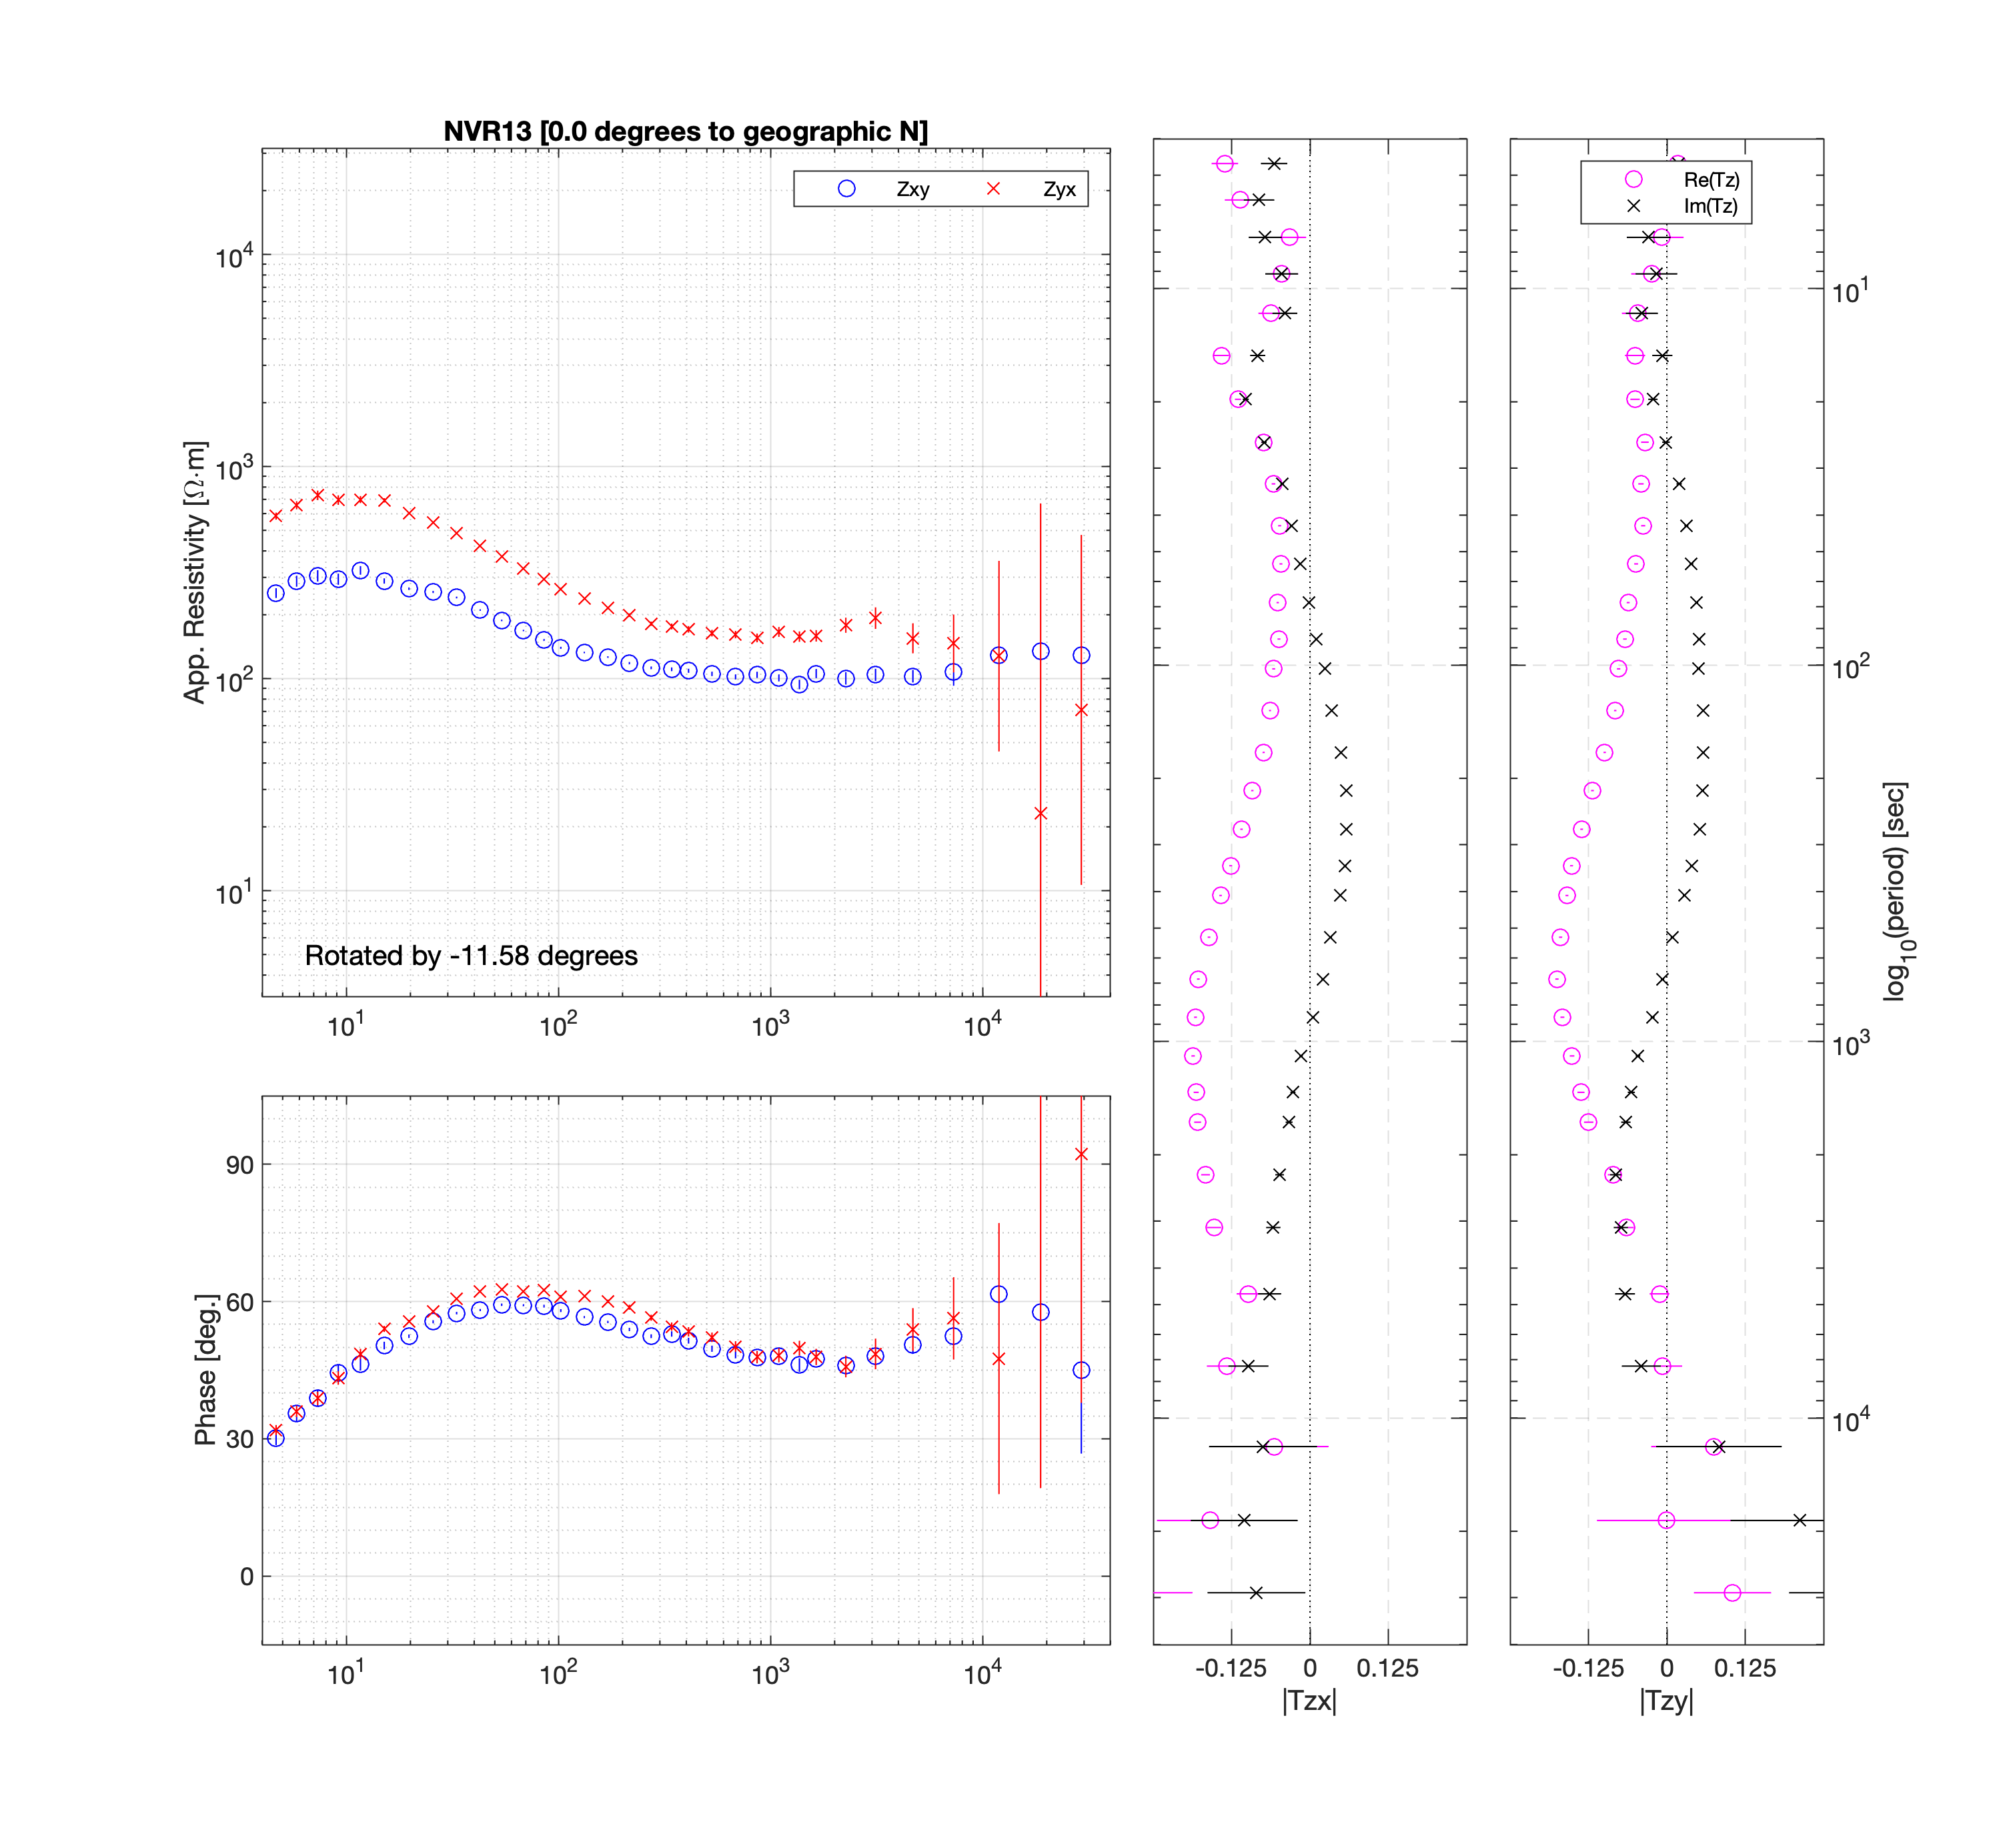 NVR13 [0.0 degrees to geographic N]
Zxy Zyx
App. Resistivity [Ω·m]
10^4
10^3
10^2
10^1
Rotated by -11.58 degrees
10^1 10^2 10^3 10^4
Phase [deg.]
90
60
30
0
10^1 10^2 10^3 10^4
-0.125 0 0.125
|Tzx|
Re(Tz)
Im(Tz)
10^1
10^2
10^3
10^4
log_10(period) [sec]
-0.125 0 0.125
|Tzy|